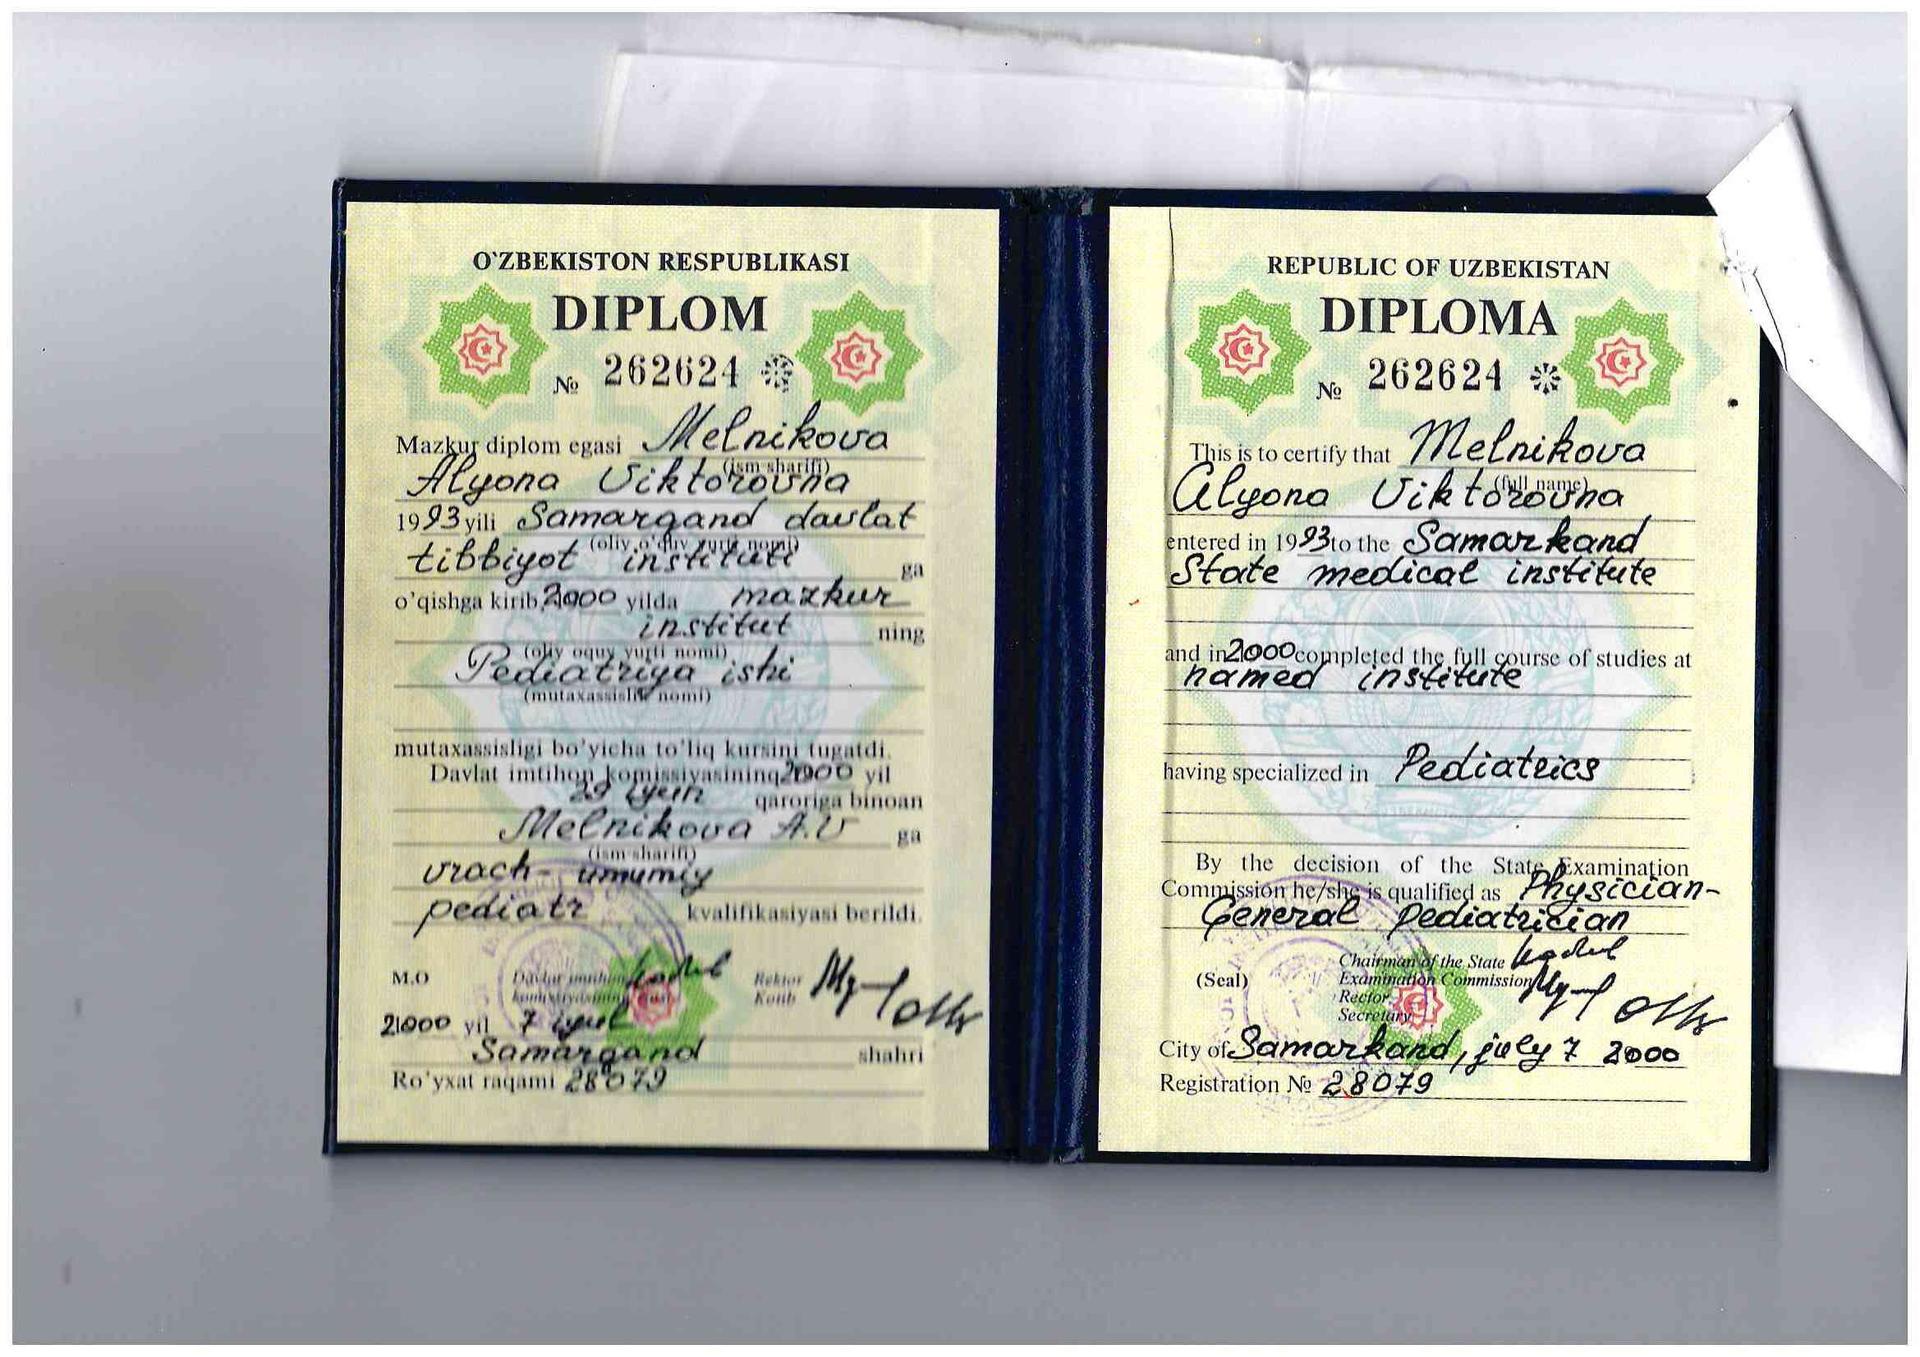 O'ZBEKISTON RESPUBLIKASI
DIPLOM
№ 262624
Mazkur diplom egasi Melnikova
(ism sharifi)
Alyona Viktorovna
1993 yili Samarqand davlat
(oliy o'quv yurti nomi)
tibbiyot instituti ga
o'qishga kirib, 2000 yilda mazkur
institut ning
(oliy oquv yurti nomi)
Pediatriya ishi
(mutaxassislik nomi)
mutaxassisligi bo'yicha to'liq kursini tugatdi.
Davlat imtihon komissiyasining 2000 yil
29 iyun qaroriga binoan
Melnikova A.V ga
(ism sharifi)
vrach- umumiy
pediatr kvalifikasiyasi berildi.
M.O Davlat imtihon Rektor
komissiyasining Kotib
2000 yil 7 iyul
Samarqand shahri
Ro'yxat raqami 28079
REPUBLIC OF UZBEKISTAN
DIPLOMA
№ 262624
This is to certify that Melnikova
(full name)
Alyona Viktorovna
entered in 1993 to the Samarkand
State medical institute
and in 2000 completed the full course of studies at
named institute
having specialized in Pediatrics
By the decision of the State Examination
Commission he/she is qualified as Physician-
General pediatrician
(Seal) Chairman of the State
Examination Commission
Rector
Secretary
City of Samarkand, july 7 2000
Registration № 28079